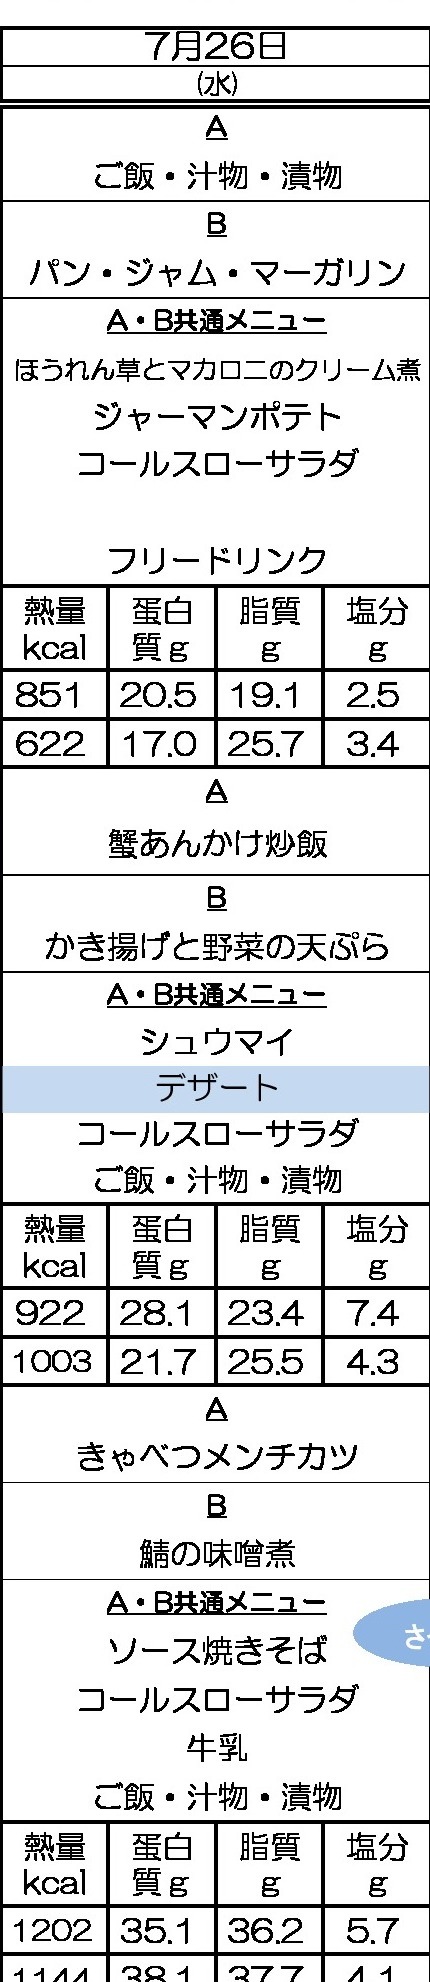 7月26日
(水)
A
ご飯・汁物・漬物
B
パン・ジャム・マーガリン
A・B共通メニュー
ほうれん草とマカロニのクリーム煮
ジャーマンポテト
コールスローサラダ
フリードリンク
熱量 蛋白 脂質 塩分
kcal 質g g g
851 20.5 19.1 2.5
622 17.0 25.7 3.4
A
蟹あんかけ炒飯
B
かき揚げと野菜の天ぷら
A・B共通メニュー
シュウマイ
デザート
コールスローサラダ
ご飯・汁物・漬物
熱量 蛋白 脂質 塩分
kcal 質g g g
922 28.1 23.4 7.4
1003 21.7 25.5 4.3
A
きゃべつメンチカツ
B
鯖の味噌煮
A・B共通メニュー
ソース焼きそば
コールスローサラダ
牛乳
ご飯・汁物・漬物
熱量 蛋白 脂質 塩分
kcal 質g g g
1202 35.1 36.2 5.7
1144 38.1 37.7 4.1